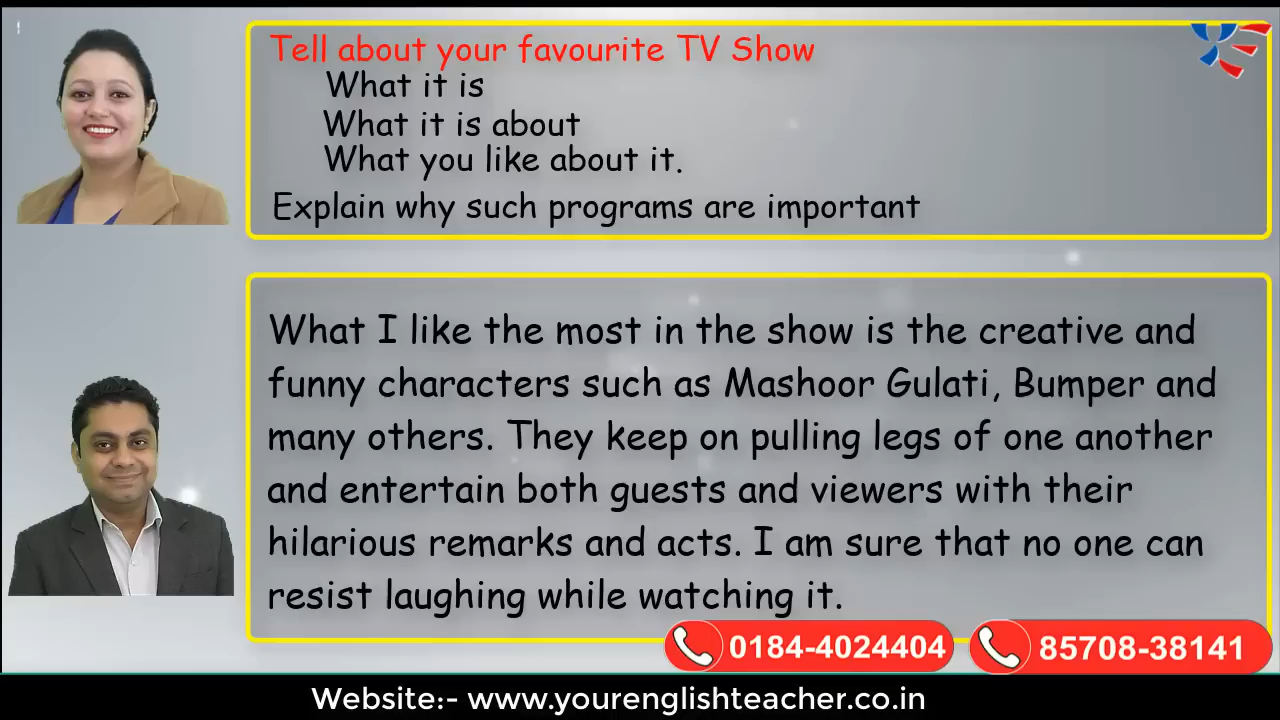 Tell about your favourite TV Show
What it is
What it is about
What you like about it.
Explain why such programs are important
What I like the most in the show is the creative and
funny characters such as Mashoor Gulati, Bumper and
many others. They keep on pulling legs of one another
and entertain both guests and viewers with their
hilarious remarks and acts. I am sure that no one can
resist laughing while watching it.
0184-4024404
85708-38141
Website:- www.yourenglishteacher.co.in